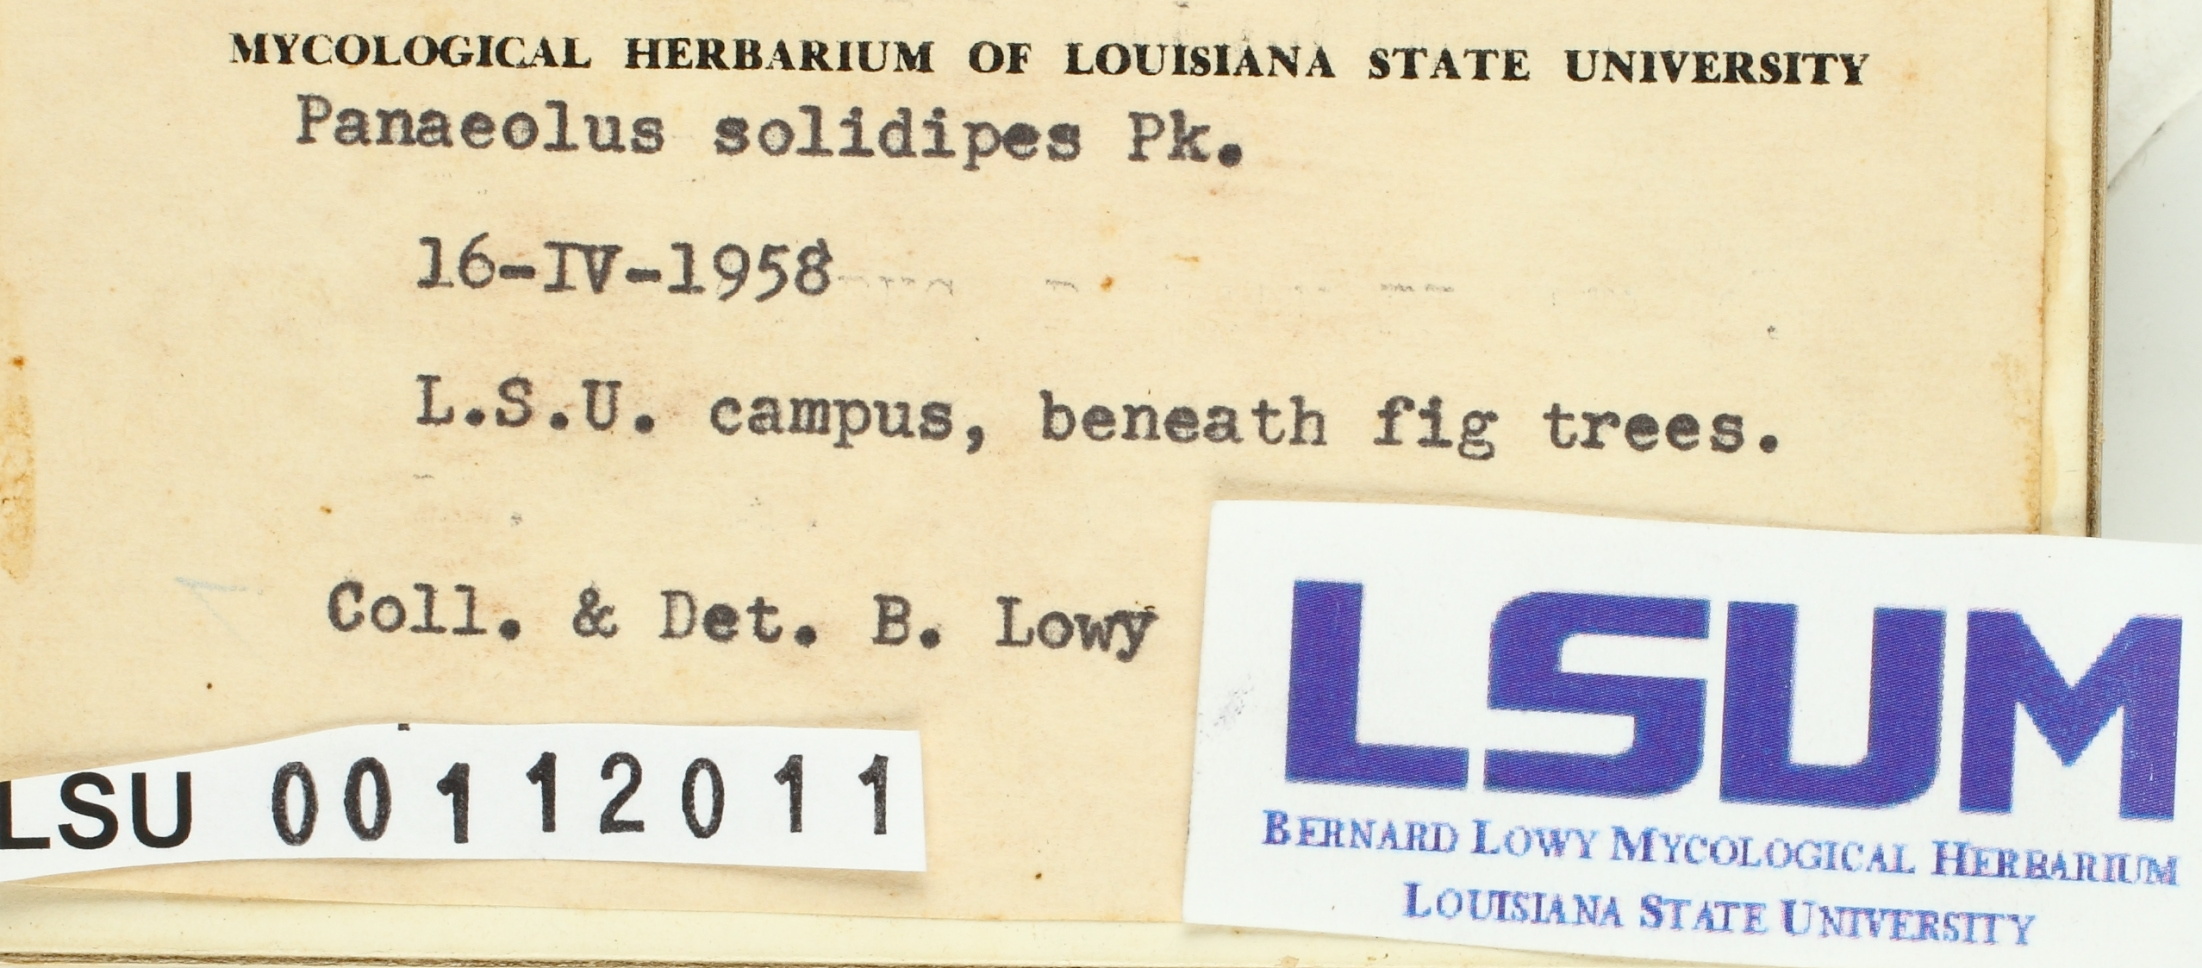 MYCOLOGICAL HERBARIUM OF LOUISIANA STATE UNIVERSITY
Panaeolus solidipes Pk.
16-IV-1958
L.S.U. campus, beneath fig trees.
Coll. & Det. B. Lowy
LSU 00112011
LSUM
BERNARD LOWY MYCOLOGICAL HERBARIUM
LOUISIANA STATE UNIVERSITY